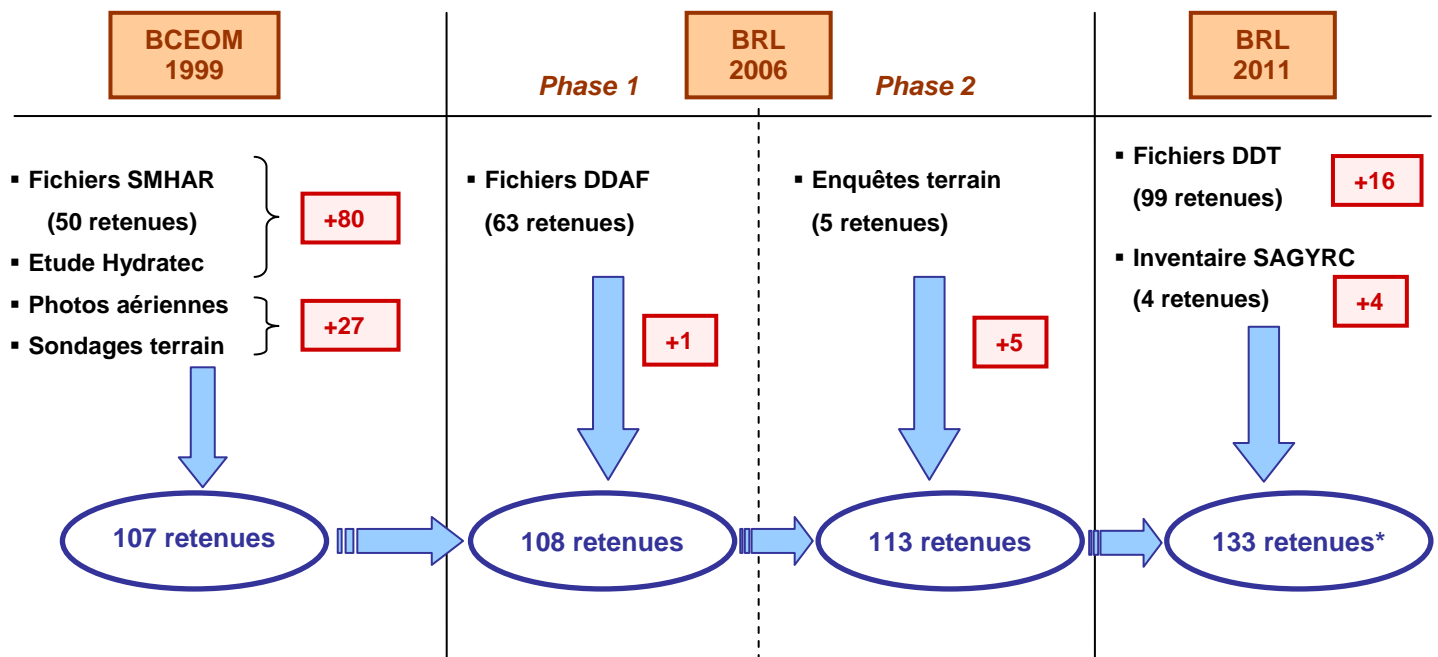 BCEOM
1999
Phase 1
BRL
2006
Phase 2
BRL
2011
▪ Fichiers SMHAR
(50 retenues)
▪ Etude Hydratec
+80
▪ Photos aériennes
▪ Sondages terrain
+27
▪ Fichiers DDAF
(63 retenues)
+1
▪ Enquêtes terrain
(5 retenues)
+5
▪ Fichiers DDT
(99 retenues)
+16
▪ Inventaire SAGYRC
(4 retenues)
+4
107 retenues
108 retenues
113 retenues
133 retenues*